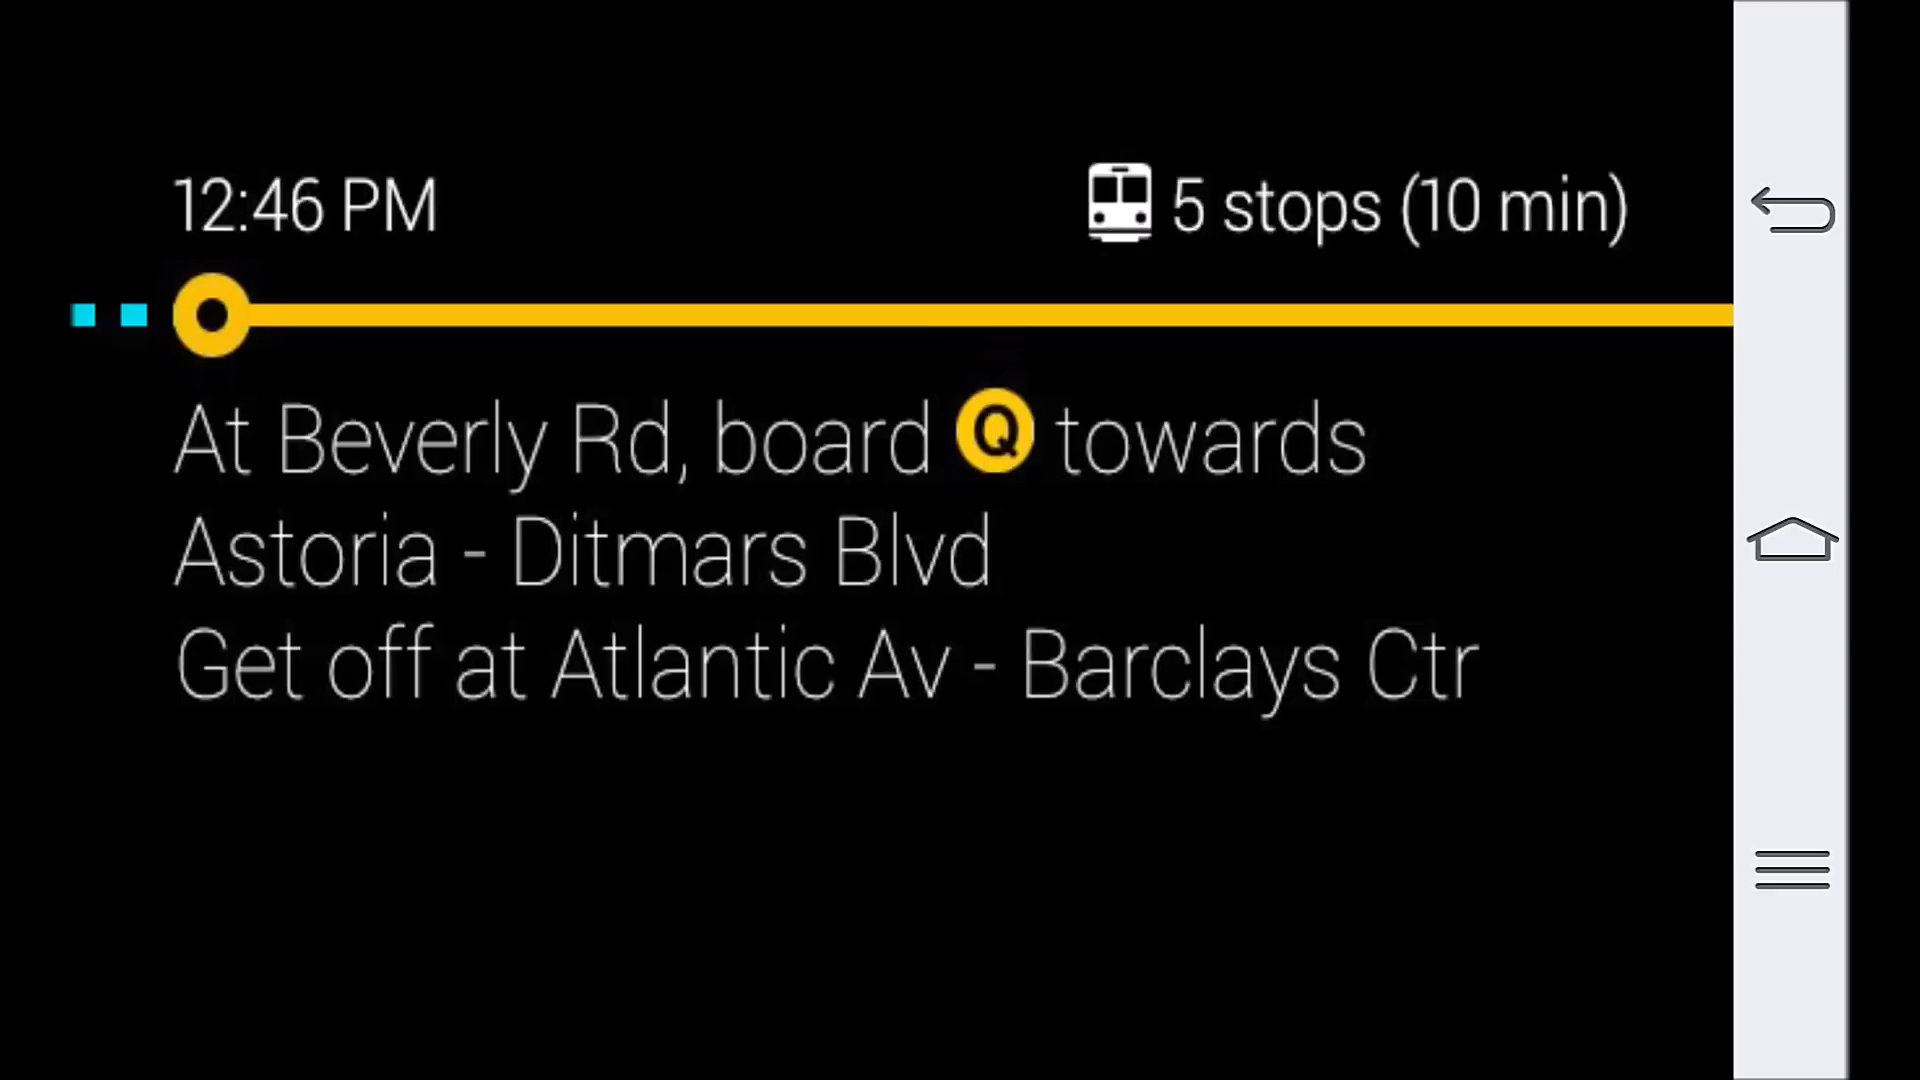 12:46 PM
5 stops (10 min)
At Beverly Rd, board Q towards
Astoria - Ditmars Blvd
Get off at Atlantic Av - Barclays Ctr